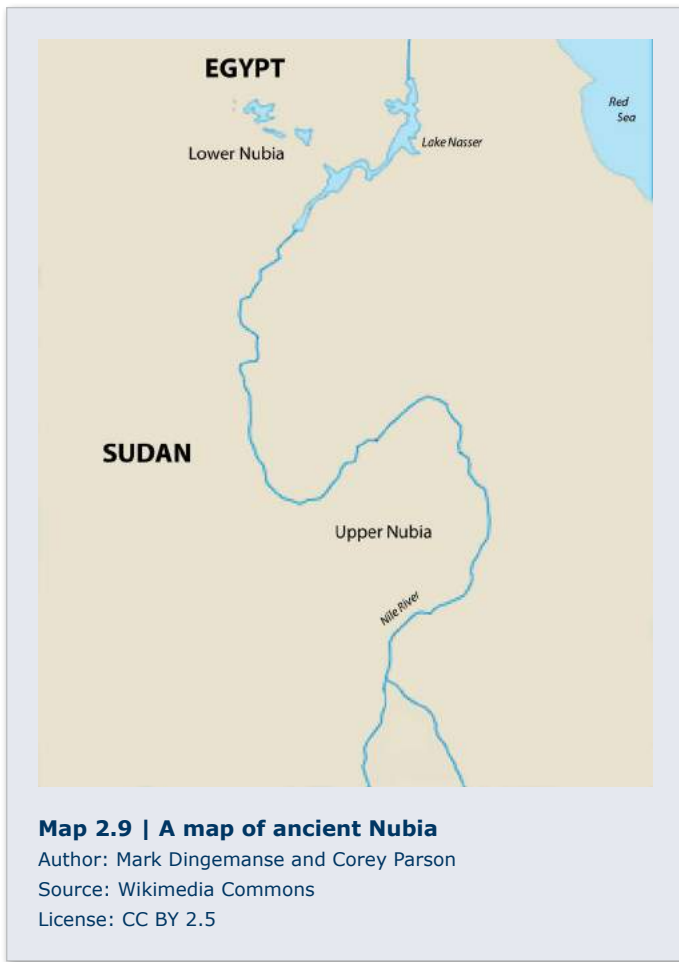 EGYPT
Red
Sea
Lake Nasser
Lower Nubia
SUDAN
Upper Nubia
Nile River
Map 2.9 | A map of ancient Nubia
Author: Mark Dingemanse and Corey Parson
Source: Wikimedia Commons
License: CC BY 2.5